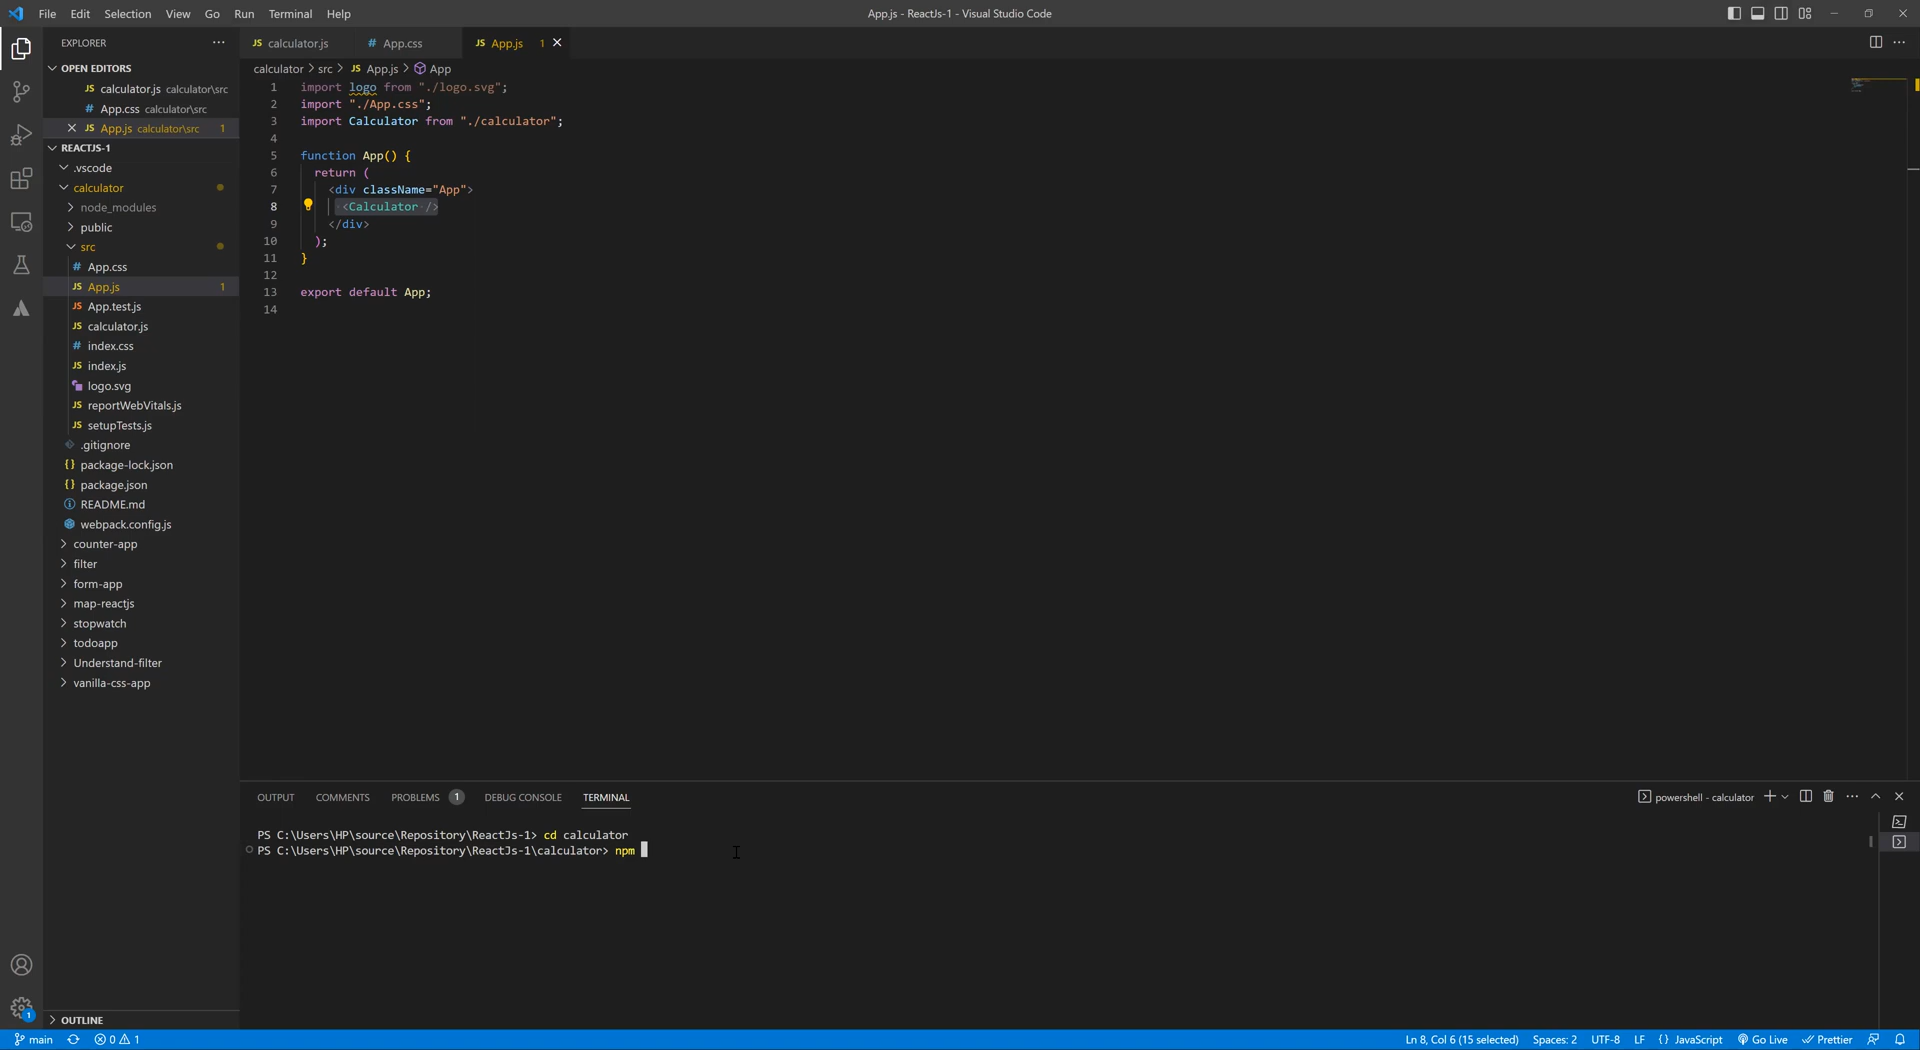 File Edit Selection View Go Run Terminal Help
App.js - ReactJs-1 - Visual Studio Code
EXPLORER
OPEN EDITORS
calculator.js calculator\src
App.css calculator\src
App.js calculator\src 1
REACTJS-1
.vscode
calculator
node_modules
public
src
App.css
App.js 1
App.test.js
calculator.js
index.css
index.js
logo.svg
reportWebVitals.js
setupTests.js
.gitignore
package-lock.json
package.json
README.md
webpack.config.js
counter-app
filter
form-app
map-reactjs
stopwatch
todoapp
Understand-filter
vanilla-css-app
OUTLINE
JS calculator.js # App.css JS App.js 1
calculator > src > JS App.js > App
1 import logo from "./logo.svg";
2 import "./App.css";
3 import Calculator from "./calculator";
4
5 function App() {
6 return (
7 <div className="App">
8 <Calculator />
9 </div>
10 );
11 }
12
13 export default App;
14
OUTPUT COMMENTS PROBLEMS 1 DEBUG CONSOLE TERMINAL
powershell - calculator
PS C:\Users\HP\source\Repository\ReactJs-1> cd calculator
PS C:\Users\HP\source\Repository\ReactJs-1\calculator> npm
1
main 0 1
Ln 8, Col 6 (15 selected) Spaces: 2 UTF-8 LF { } JavaScript Go Live Prettier